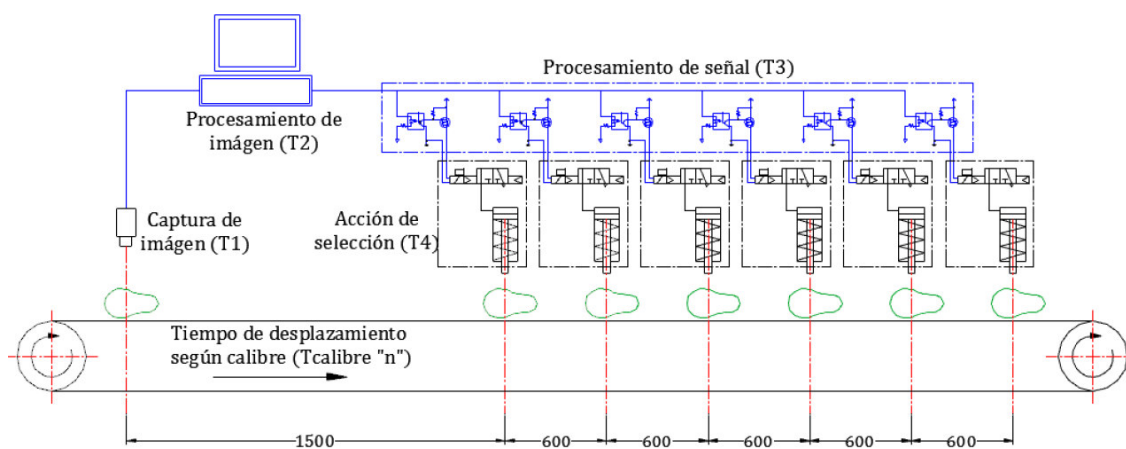 Procesamiento de señal (T3)
Procesamiento de
imágen (T2)
Captura de
imágen (T1)
Acción de
selección (T4)
Tiempo de desplazamiento
según calibre (Tcalibre "n")
1500
600
600
600
600
600